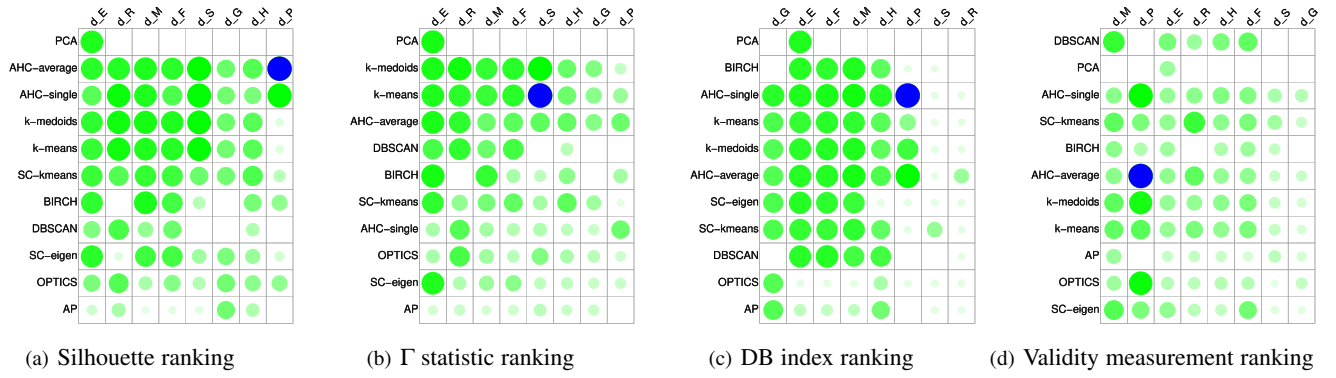 d_E d_R d_M d_F d_S d_G d_H d_P
PCA
AHC−average
AHC−single
k−medoids
k−means
SC−kmeans
BIRCH
DBSCAN
SC−eigen
OPTICS
AP
(a) Silhouette ranking
d_E d_R d_M d_F d_S d_H d_G d_P
PCA
k−medoids
k−means
AHC−average
DBSCAN
BIRCH
SC−kmeans
AHC−single
OPTICS
SC−eigen
AP
(b) Γ statistic ranking
d_G d_E d_F d_M d_H d_P d_S d_R
PCA
BIRCH
AHC−single
k−means
k−medoids
AHC−average
SC−eigen
SC−kmeans
DBSCAN
OPTICS
AP
(c) DB index ranking
d_M d_P d_E d_R d_H d_F d_S d_G
DBSCAN
PCA
AHC−single
SC−kmeans
BIRCH
AHC−average
k−medoids
k−means
AP
OPTICS
SC−eigen
(d) Validity measurement ranking